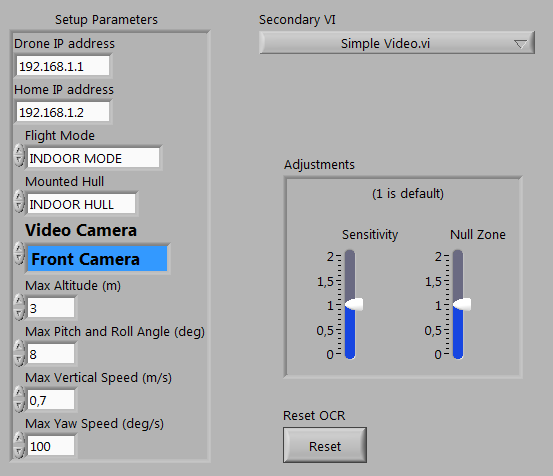 Setup Parameters
Drone IP address
192.168.1.1
Home IP address
192.168.1.2
Flight Mode
INDOOR MODE
Mounted Hull
INDOOR HULL
Video Camera
Front Camera
Max Altitude (m)
3
Max Pitch and Roll Angle (deg)
8
Max Vertical Speed (m/s)
0,7
Max Yaw Speed (deg/s)
100
Secondary VI
Simple Video.vi
Adjustments
(1 is default)
Sensitivity
2
1,5
1
0,5
0
Null Zone
2
1,5
1
0,5
0
Reset OCR
Reset